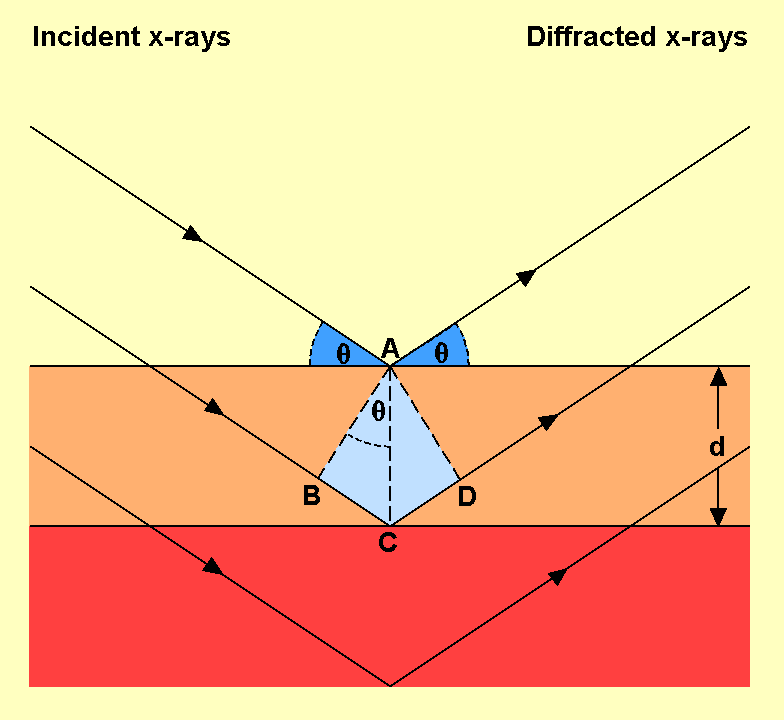 Incident x-rays
Diffracted x-rays
θ
A
θ
θ
d
B
D
C